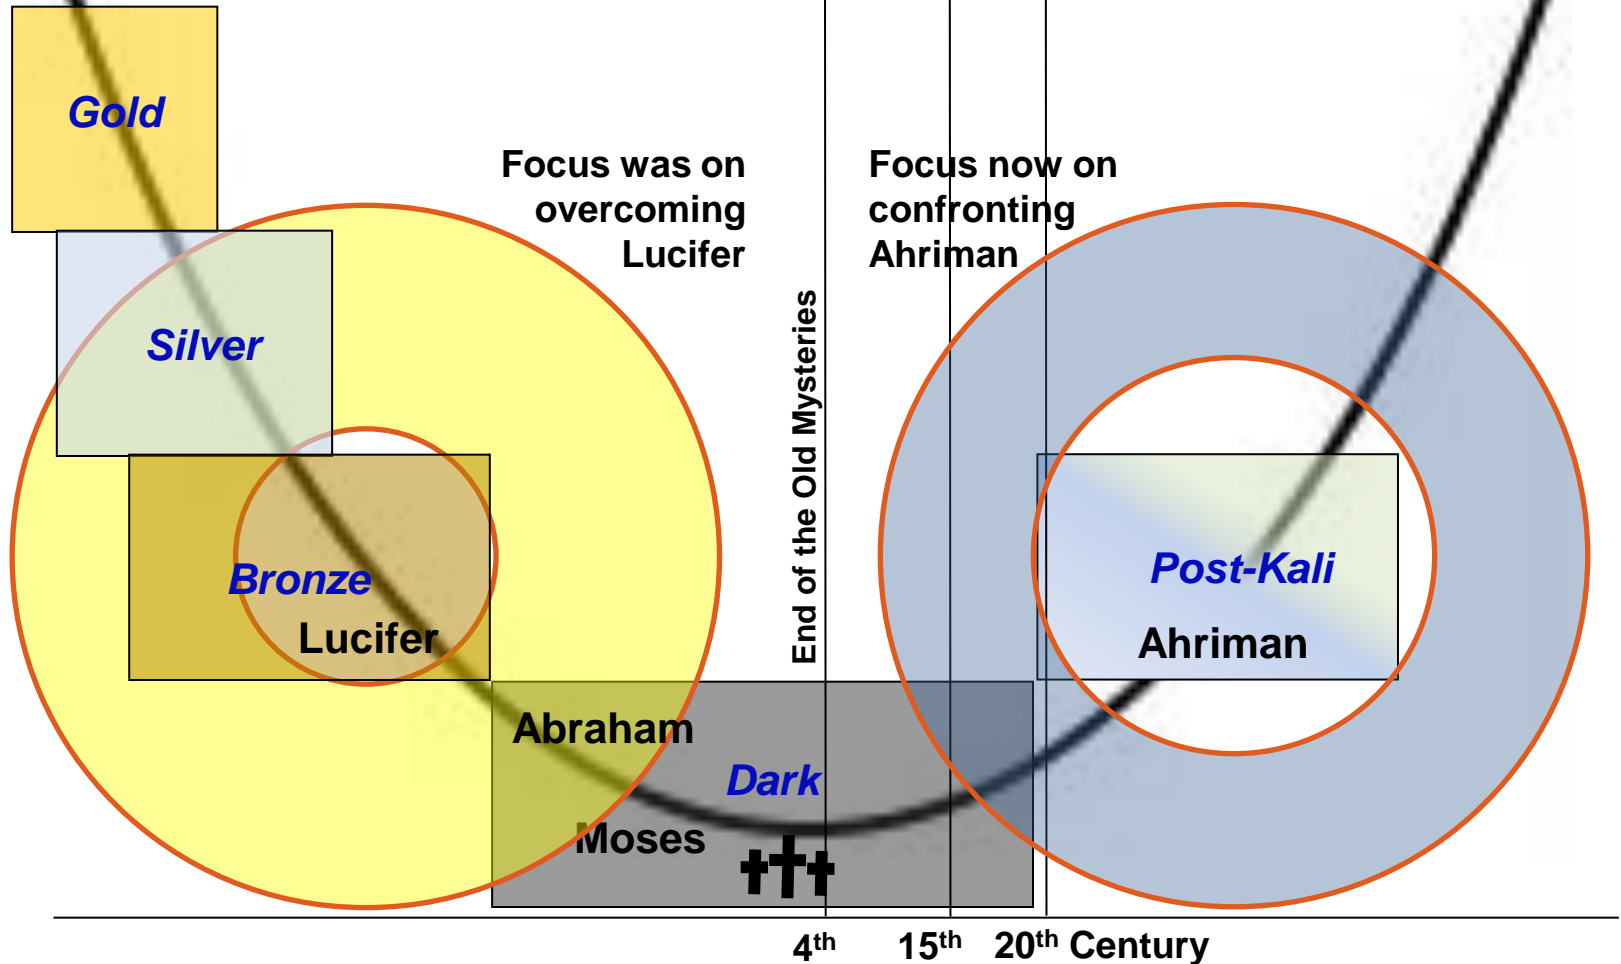 Gold
Focus was on
overcoming
Lucifer
Focus now on
confronting
Ahriman
Silver
End of the Old Mysteries
Bronze
Lucifer
Post-Kali
Ahriman
Abraham
Dark
Moses
4th
15th
20th Century